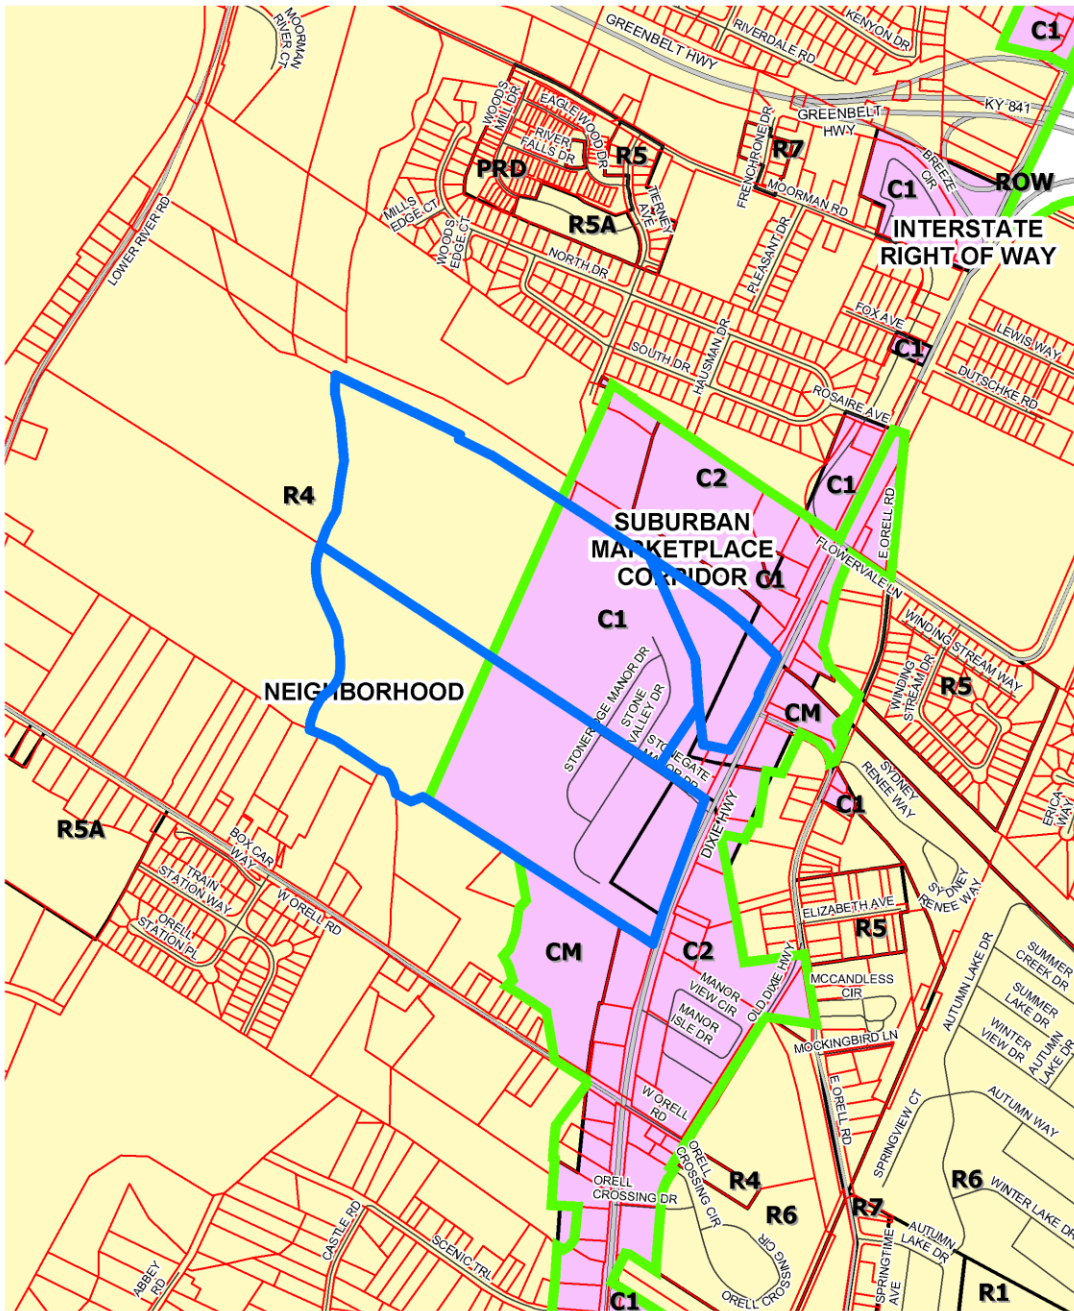 MOORMAN
RIVER CT
GREENBELT HWY
RIVERDALE RD
KENYON DR
C1
KY 841
GREENBELT
HWY
WOODS
MILL DR
EAGLE WOOD DR
RIVER
FALLS DR
R5
PRD
R5A
TIERNEY
AVE
FRENCHRONE DR
R7
MOORMAN RD
C1
BREEZE
CIR
ROW
INTERSTATE
RIGHT OF WAY
LOWER RIVER RD
MILLS
EDGE CT
WOODS
EDGE CT
NORTH DR
PLEASANT DR
FOX AVE
C1
LEWIS WAY
DUTSCHKE RD
SOUTH DR
HAUSMAN DR
ROSAIRE AVE
R4
C2
C1
E ORELL RD
SUBURBAN
MARKETPLACE
CORRIDOR
C1
FLOWERVALE LN
C1
WINDING STREAM WAY
WINDING
STREAM DR
R5
NEIGHBORHOOD
STONERIDGE MANOR DR
STONE
VALLEY DR
STONEGATE
MANOR DR
CM
DIXIE HWY
SYDNEY
RENEE WAY
C1
ERICA
WAY
R5A
BOX CAR
WAY
TRAIN
STATION WAY
ORELL
STATION PL
W ORELL RD
SYDNEY
RENEE WAY
ELIZABETH AVE
R5
CM
C2
MANOR
VIEW CIR
MANOR
ISLE DR
OLD DIXIE HWY
MCCANDLESS
CIR
MOCKINGBIRD LN
AUTUMN LAKE DR
SUMMER
CREEK DR
SUMMER
LAKE DR
WINTER
VIEW DR
AUTUMN
LAKE DR
E ORELL RD
SPRINGVIEW CT
AUTUMN WAY
W ORELL
RD
ORELL
CROSSING CIR
ORELL
CROSSING DR
R4
R6
R7
R6
WINTER LAKE DR
AUTUMN
LAKE DR
SPRINGTIME
AVE
R1
CASTLE RD
SCENIC TRL
ABBEY
RD
ORELL CROSSING CIR
C1